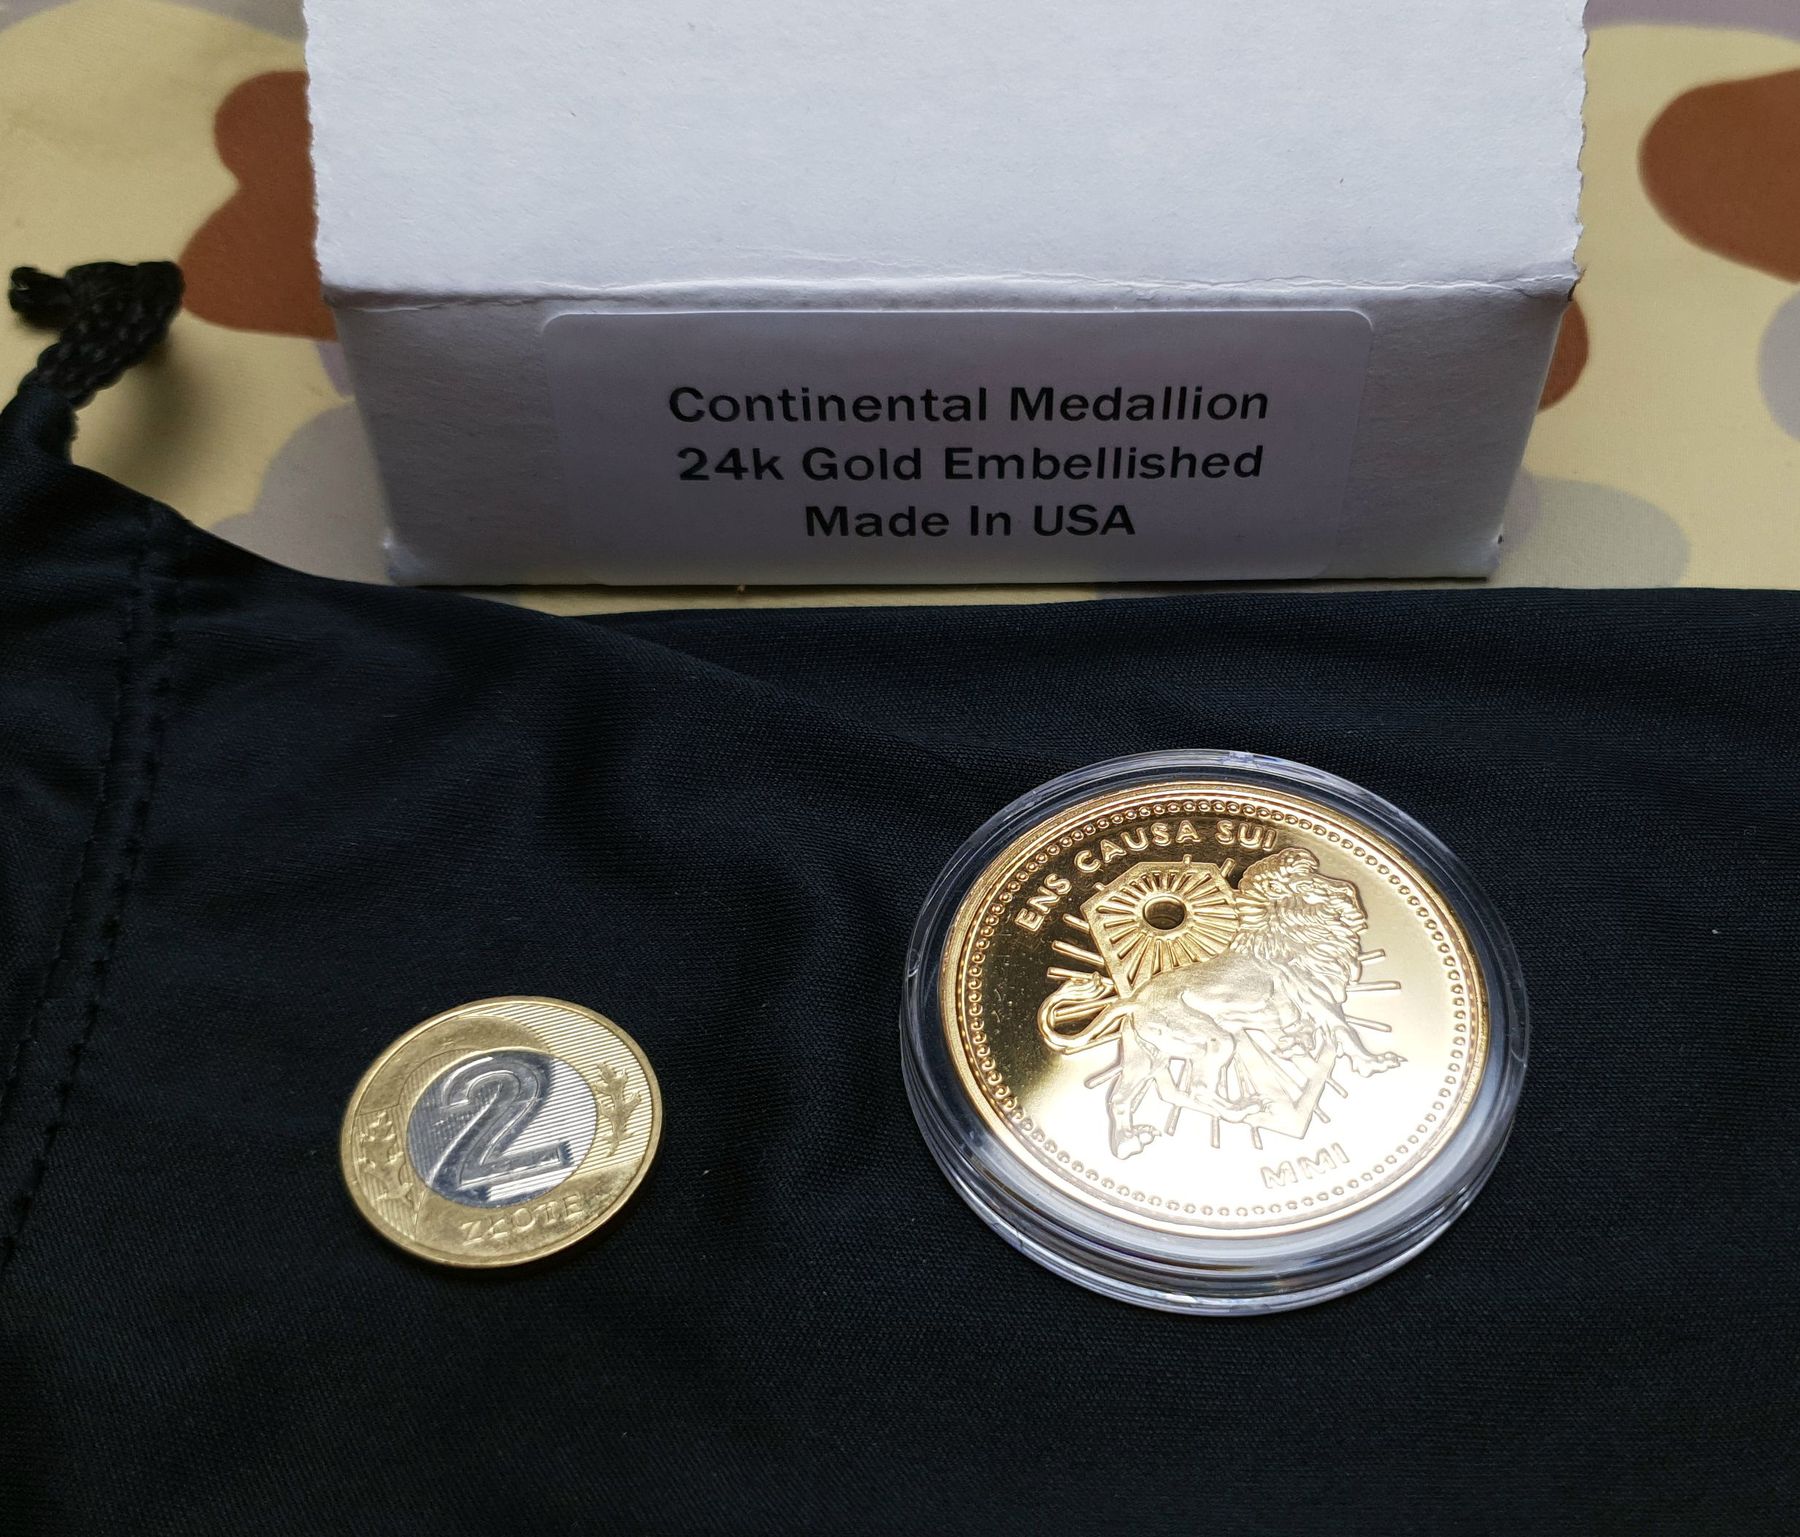 Continental Medallion
24k Gold Embellished
Made In USA
ENS CAUSA SUI
MMI
2
ZŁOTE